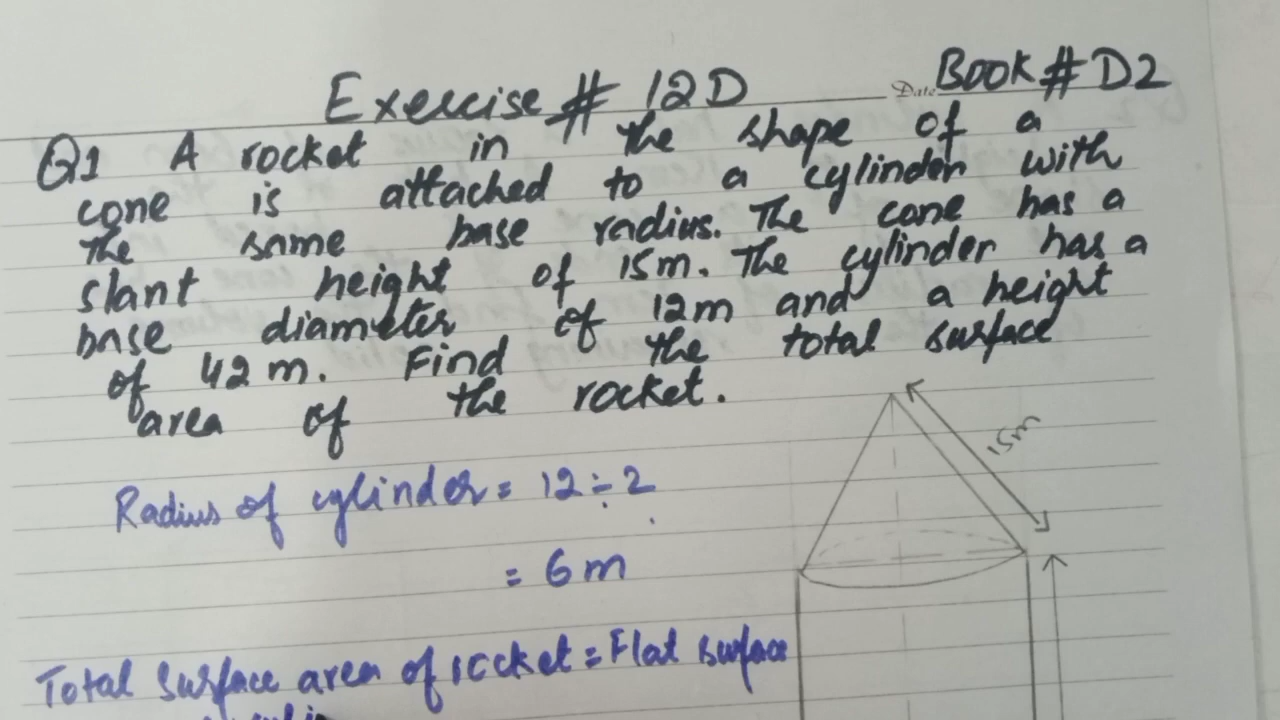 Exercise # 12D
Date Book # D2
Q1 A rocket in the shape of a
cone is attached to a cylinder with
the same base radius. The cone has a
slant height of 15m. The cylinder has a
base diameter of 12m and a height
of 42 m. Find the total surface
area of the rocket.
15m
Radius of cylinder = 12 ÷ 2
= 6m
Total surface area of rocket = Flat surface